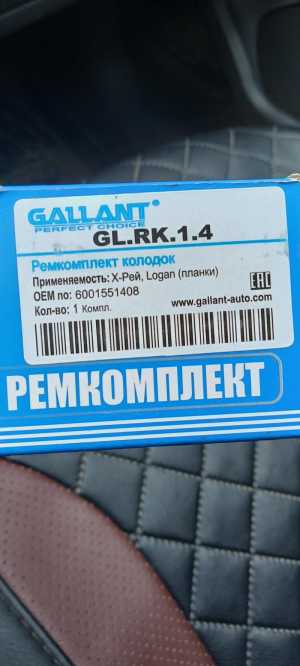 GALLANT®
PERFECT CHOICE
GL.RK.1.4
Ремкомплект колодок
Применяемость: Х-Рей, Logan (планки)
OEM no: 6001551408
Кол-во: 1 Компл.
EAC
www.gallant-auto.com
РЕМКОМПЛЕКТ